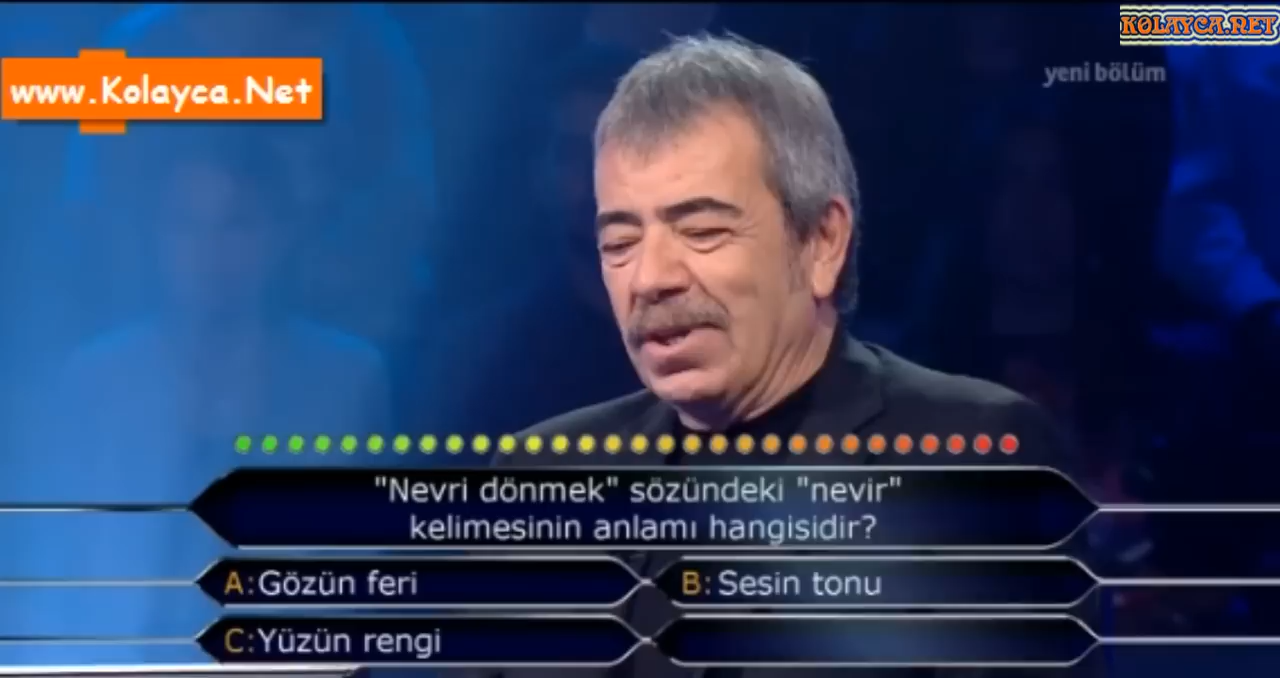 KOLAYCA.NET
www.Kolayca.Net
yeni bölüm
"Nevri dönmek" sözündeki "nevir"
kelimesinin anlamı hangisidir?
A: Gözün feri
B: Sesin tonu
C: Yüzün rengi